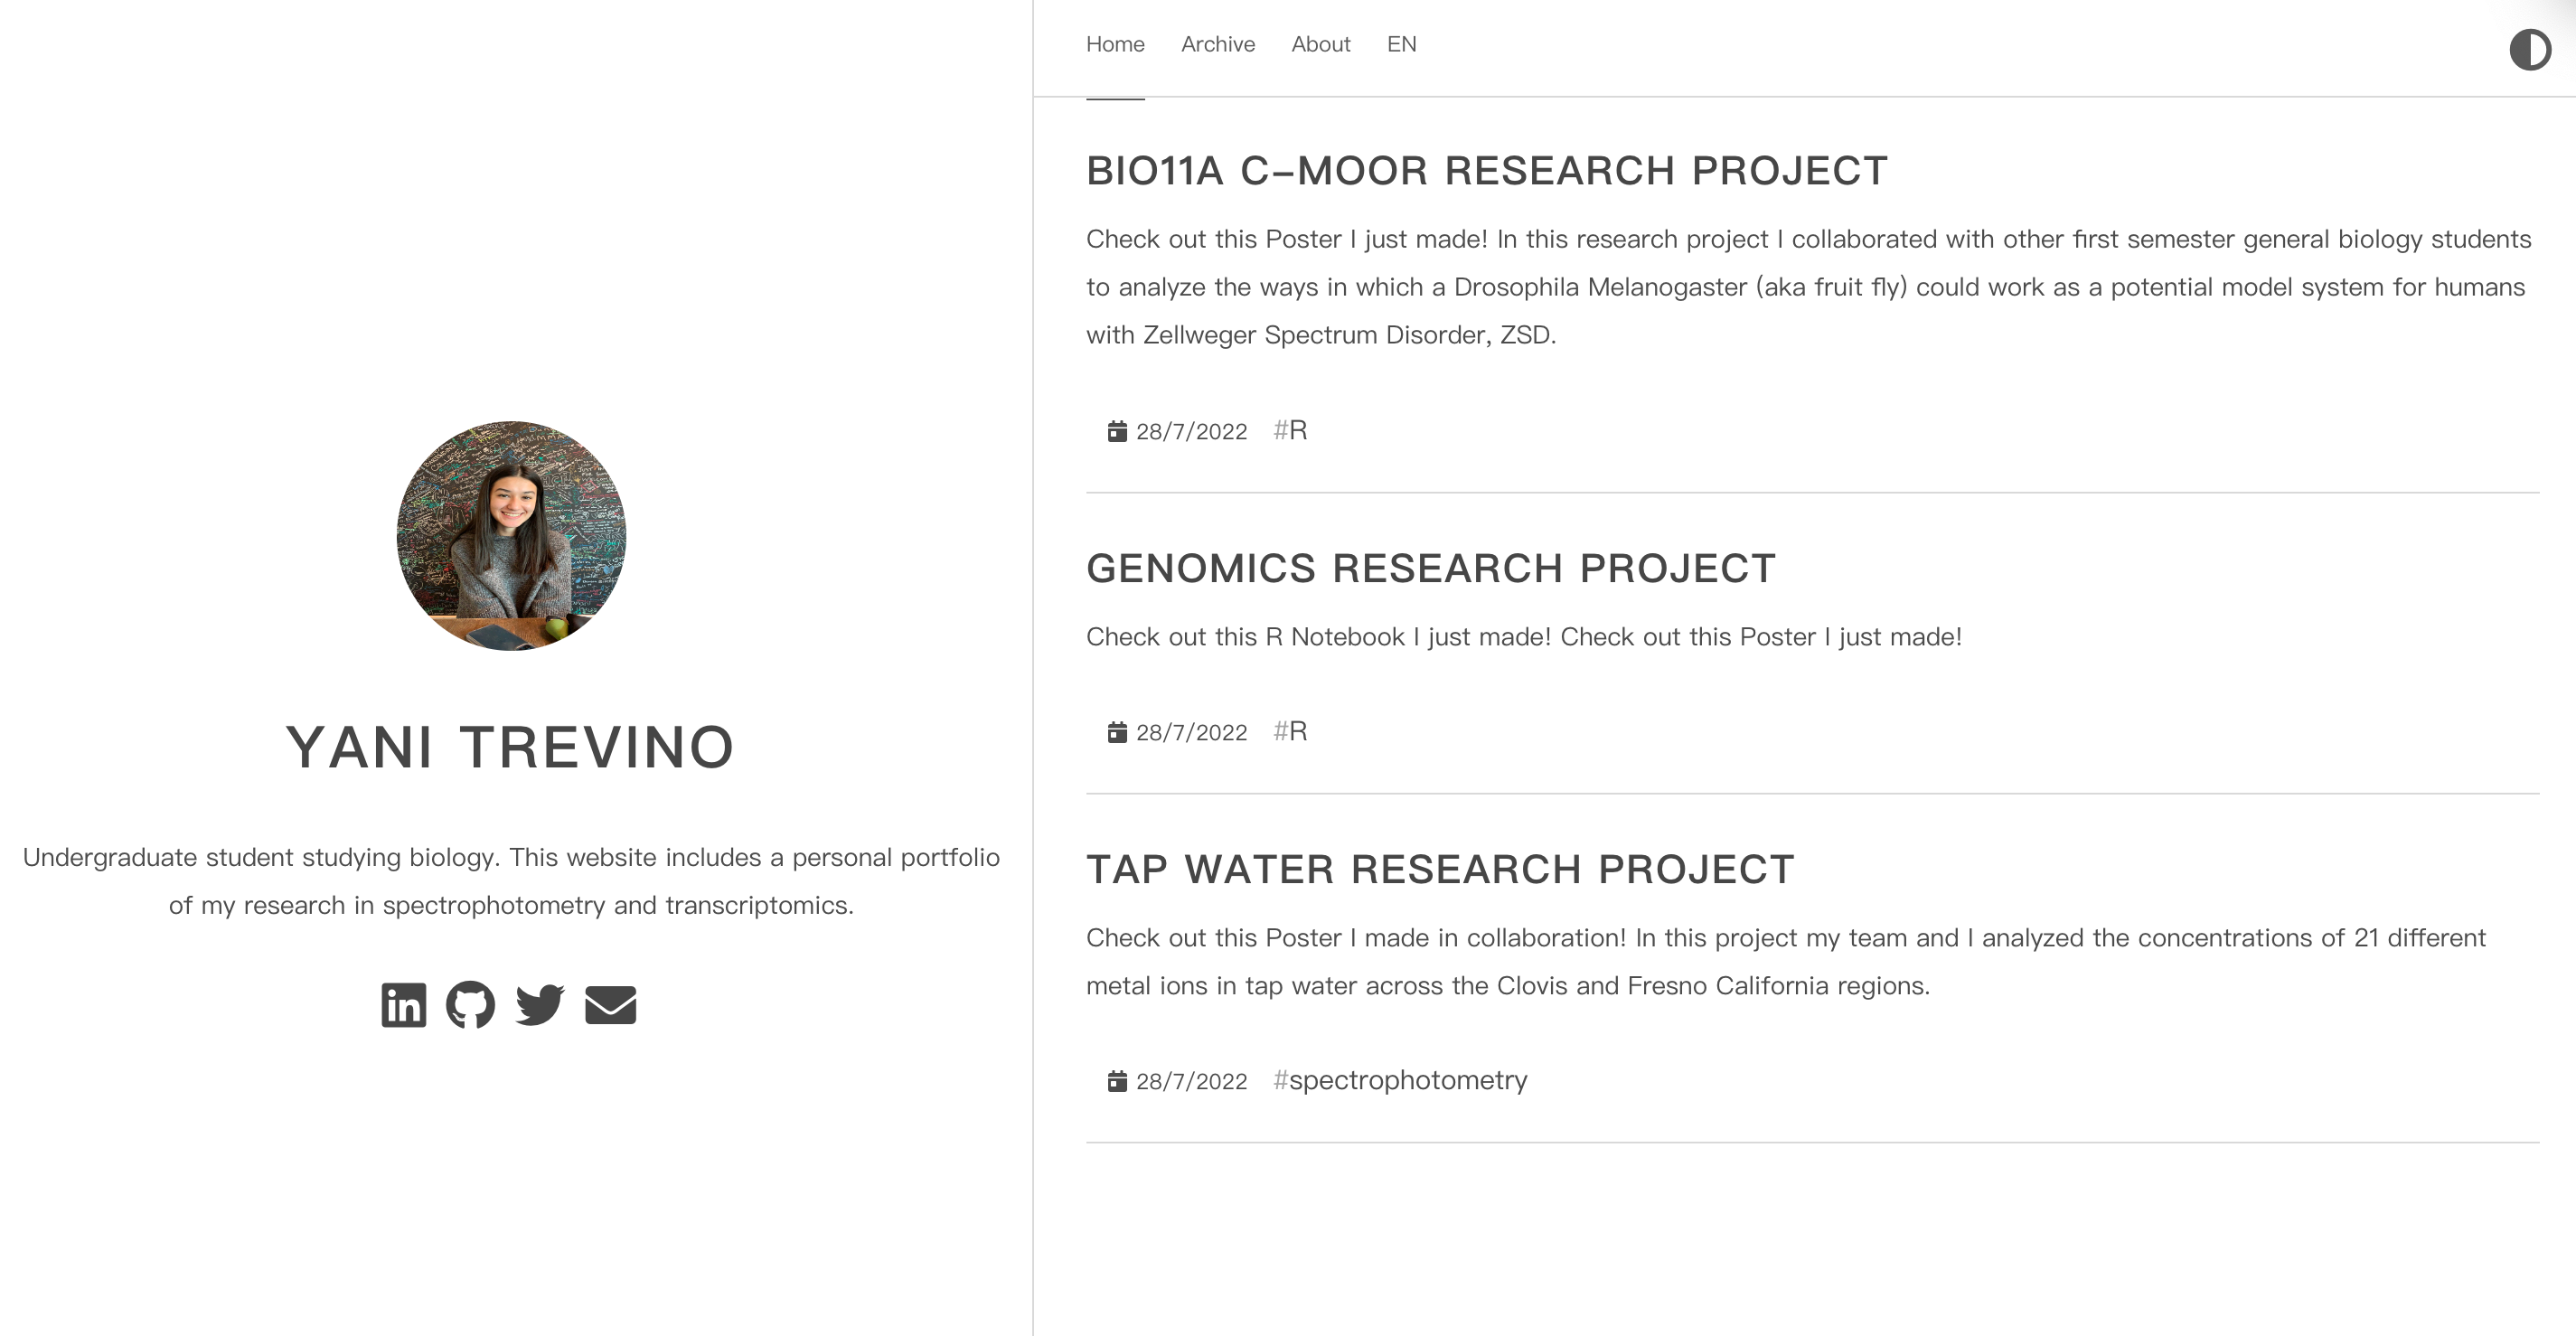 YANI TREVINO
Undergraduate student studying biology. This website includes a personal portfolio
of my research in spectrophotometry and transcriptomics.
Home Archive About EN
BIO11A C-MOOR RESEARCH PROJECT
Check out this Poster I just made! In this research project I collaborated with other first semester general biology students
to analyze the ways in which a Drosophila Melanogaster (aka fruit fly) could work as a potential model system for humans
with Zellweger Spectrum Disorder, ZSD.
28/7/2022 #R
GENOMICS RESEARCH PROJECT
Check out this R Notebook I just made! Check out this Poster I just made!
28/7/2022 #R
TAP WATER RESEARCH PROJECT
Check out this Poster I made in collaboration! In this project my team and I analyzed the concentrations of 21 different
metal ions in tap water across the Clovis and Fresno California regions.
28/7/2022 #spectrophotometry